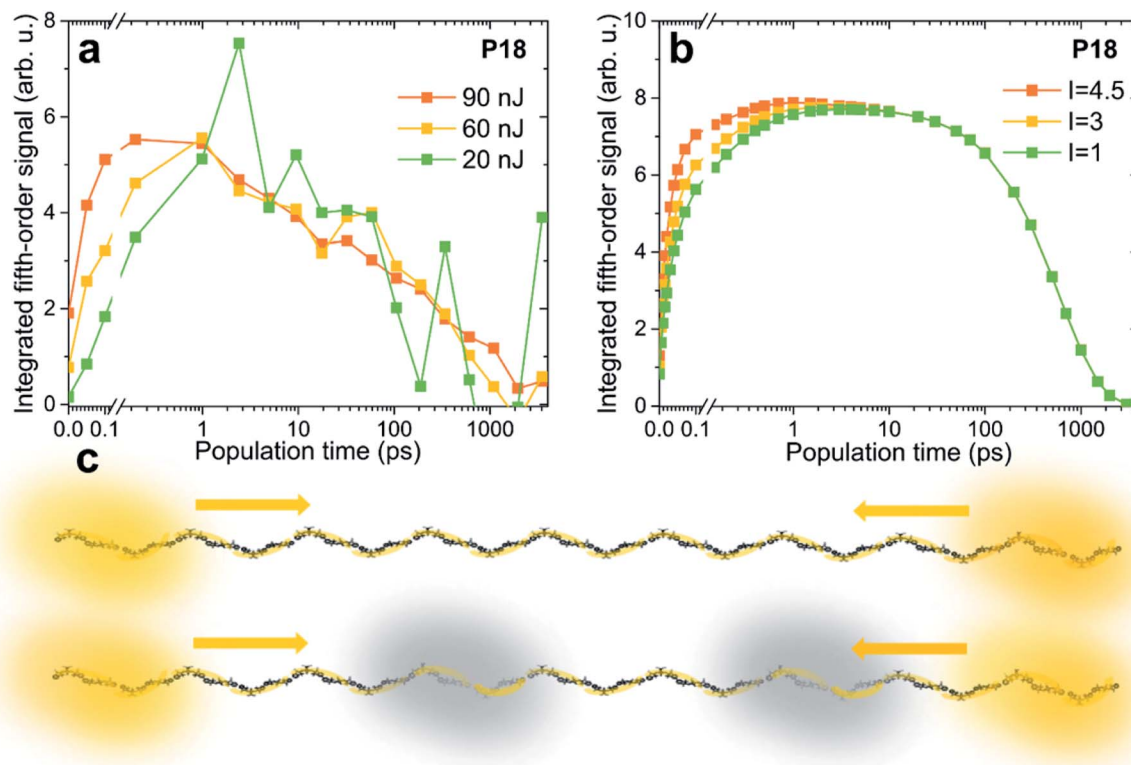 a
P18
Integrated fifth-order signal (arb. u.)
8
6
4
2
0
90 nJ
60 nJ
20 nJ
0.0 0.1 1 10 100 1000
Population time (ps)
b
P18
Integrated fifth-order signal (arb. u.)
10
8
6
4
2
0
I=4.5
I=3
I=1
0.0 0.1 1 10 100 1000
Population time (ps)
c